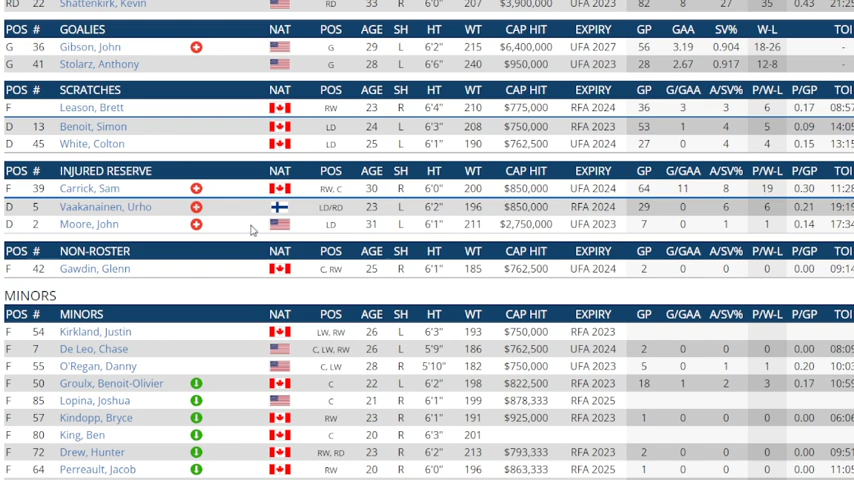 RD 22 Shattenkirk, Kevin RD 33 R 6'0" 207 $3,900,000 UFA 2023 82 8 27 35 0.43 21:25
POS # GOALIES NAT POS AGE SH HT WT CAP HIT EXPIRY GP GAA SV% W-L TOI
G 36 Gibson, John G 29 L 6'2" 215 $6,400,000 UFA 2027 56 3.19 0.904 18-26 -
G 41 Stolarz, Anthony G 28 L 6'6" 240 $950,000 UFA 2023 28 2.67 0.917 12-8 -
POS # SCRATCHES NAT POS AGE SH HT WT CAP HIT EXPIRY GP G/GAA A/SV% P/W-L P/GP TOI
F Leason, Brett RW 23 R 6'4" 210 $775,000 RFA 2024 36 3 3 6 0.17 08:57
D 13 Benoit, Simon LD 24 L 6'3" 208 $750,000 RFA 2023 53 1 4 5 0.09 14:05
D 45 White, Colton LD 25 L 6'1" 190 $762,500 RFA 2024 27 0 4 4 0.15 13:15
POS # INJURED RESERVE NAT POS AGE SH HT WT CAP HIT EXPIRY GP G/GAA A/SV% P/W-L P/GP TOI
F 39 Carrick, Sam RW, C 30 R 6'0" 200 $850,000 UFA 2024 64 11 8 19 0.30 11:28
D 5 Vaakanainen, Urho LD/RD 23 L 6'2" 196 $850,000 RFA 2024 29 0 6 6 0.21 19:19
D 2 Moore, John LD 31 L 6'1" 211 $2,750,000 UFA 2023 7 0 1 1 0.14 17:34
POS # NON-ROSTER NAT POS AGE SH HT WT CAP HIT EXPIRY GP G/GAA A/SV% P/W-L P/GP TOI
F 42 Gawdin, Glenn C, RW 25 R 6'1" 185 $762,500 UFA 2024 2 0 0 0 0.00 09:14
MINORS
POS # MINORS NAT POS AGE SH HT WT CAP HIT EXPIRY GP G/GAA A/SV% P/W-L P/GP TOI
F 54 Kirkland, Justin LW, RW 26 L 6'3" 193 $750,000 RFA 2023
F 7 De Leo, Chase C, LW, RW 26 L 5'9" 186 $762,500 UFA 2024 2 0 0 0 0.00 08:09
F 55 O'Regan, Danny C, LW 28 R 5'10" 182 $750,000 UFA 2023 5 0 1 1 0.20 10:03
F 50 Groulx, Benoit-Olivier C 22 L 6'2" 198 $822,500 RFA 2023 18 1 2 3 0.17 10:59
F 85 Lopina, Joshua C 21 R 6'1" 199 $878,333 RFA 2025
F 57 Kindopp, Bryce RW 23 R 6'1" 191 $925,000 RFA 2023 1 0 0 0 0.00 06:06
F 80 King, Ben C 20 R 6'3" 201
F 72 Drew, Hunter RW, RD 23 R 6'2" 213 $793,333 RFA 2023 2 0 0 0 0.00 09:51
F 64 Perreault, Jacob RW 20 R 6'0" 196 $863,333 RFA 2025 1 0 0 0 0.00 11:05